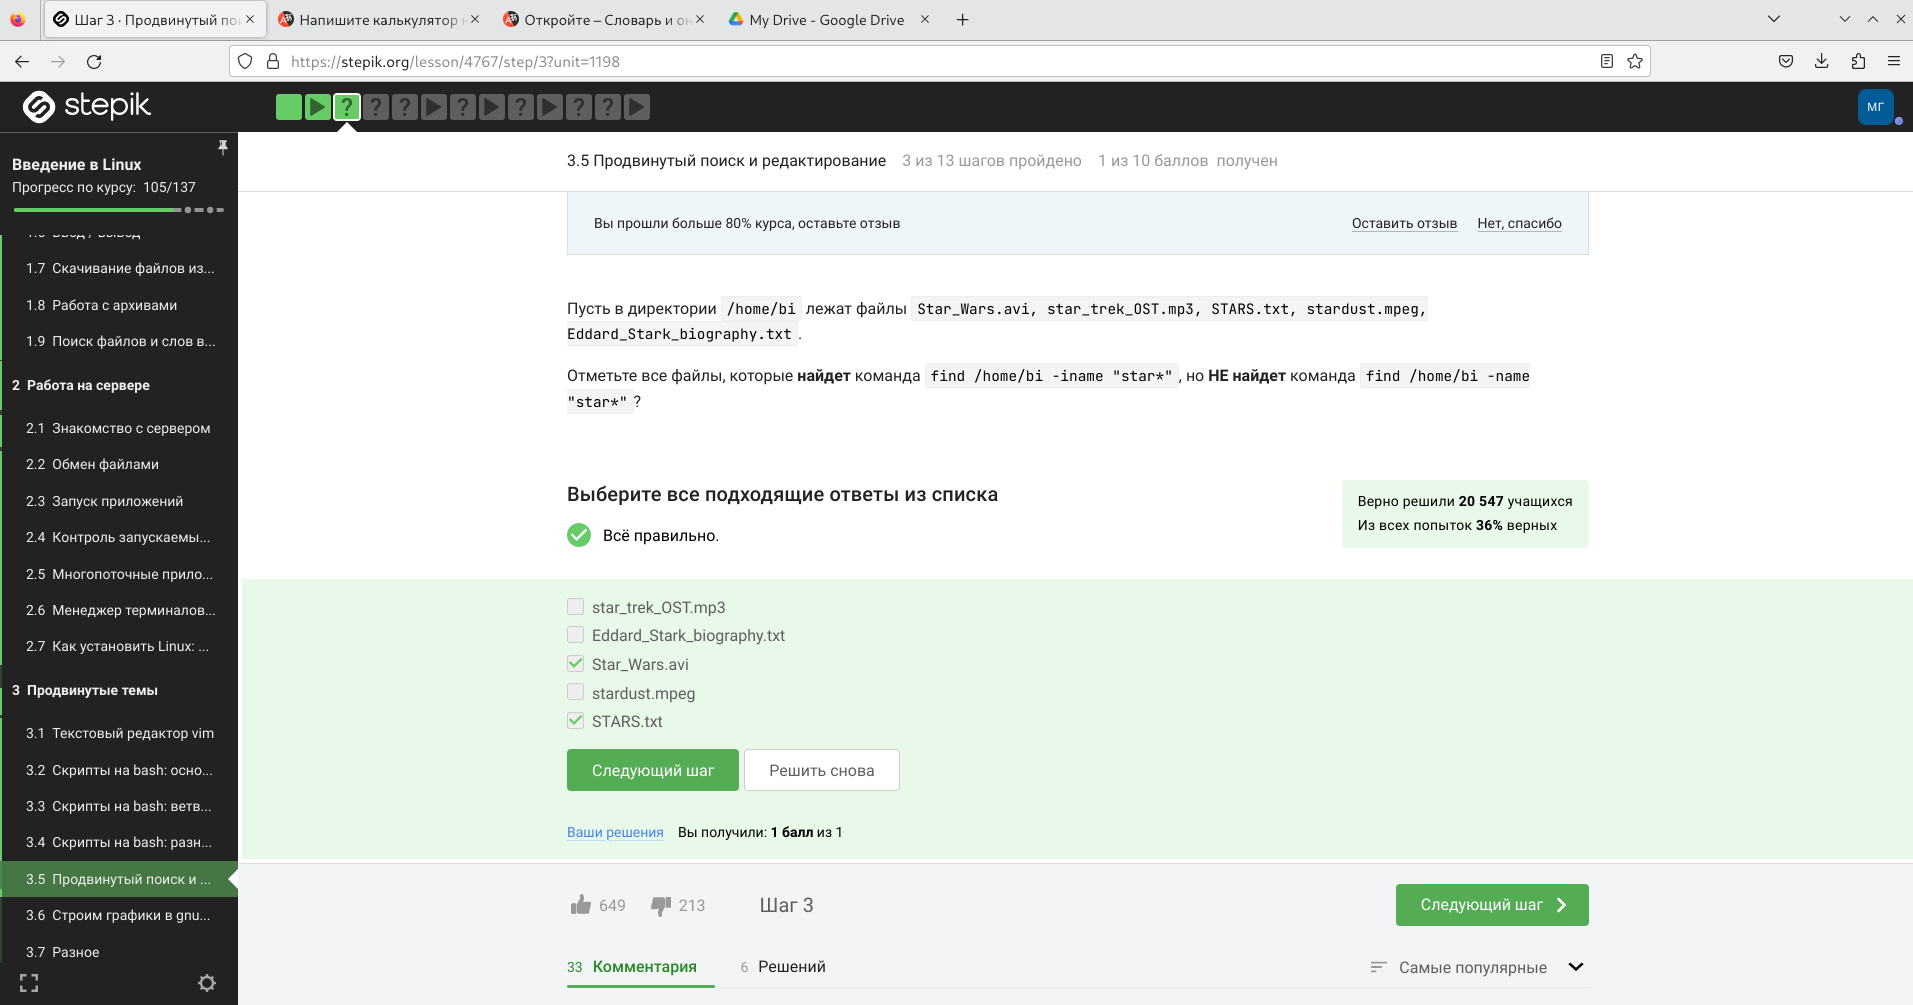 Шаг 3 · Продвинутый по
Напишите калькулятор н
Откройте – Словарь и он
My Drive - Google Drive
https://stepik.org/lesson/4767/step/3?unit=1198
stepik
МГ
Введение в Linux
Прогресс по курсу: 105/137
3.5 Продвинутый поиск и редактирование 3 из 13 шагов пройдено 1 из 10 баллов получен
1.6 Ввод / Вывод
1.7 Скачивание файлов из...
1.8 Работа с архивами
1.9 Поиск файлов и слов в...
2 Работа на сервере
2.1 Знакомство с сервером
2.2 Обмен файлами
2.3 Запуск приложений
2.4 Контроль запускаемы...
2.5 Многопоточные прило...
2.6 Менеджер терминалов...
2.7 Как установить Linux: ...
3 Продвинутые темы
3.1 Текстовый редактор vim
3.2 Скрипты на bash: осно...
3.3 Скрипты на bash: ветв...
3.4 Скрипты на bash: разн...
3.5 Продвинутый поиск и ...
3.6 Строим графики в gnu...
3.7 Разное
Вы прошли больше 80% курса, оставьте отзыв
Оставить отзыв Нет, спасибо
Пусть в директории /home/bi лежат файлы Star_Wars.avi, star_trek_OST.mp3, STARS.txt, stardust.mpeg,
Eddard_Stark_biography.txt .
Отметьте все файлы, которые найдет команда find /home/bi -iname "star*" , но НЕ найдет команда find /home/bi -name
"star*" ?
Выберите все подходящие ответы из списка
Всё правильно.
Верно решили 20 547 учащихся
Из всех попыток 36% верных
star_trek_OST.mp3
Eddard_Stark_biography.txt
Star_Wars.avi
stardust.mpeg
STARS.txt
Следующий шаг Решить снова
Ваши решения Вы получили: 1 балл из 1
649 213 Шаг 3
Следующий шаг
33 Комментария 6 Решений
Самые популярные